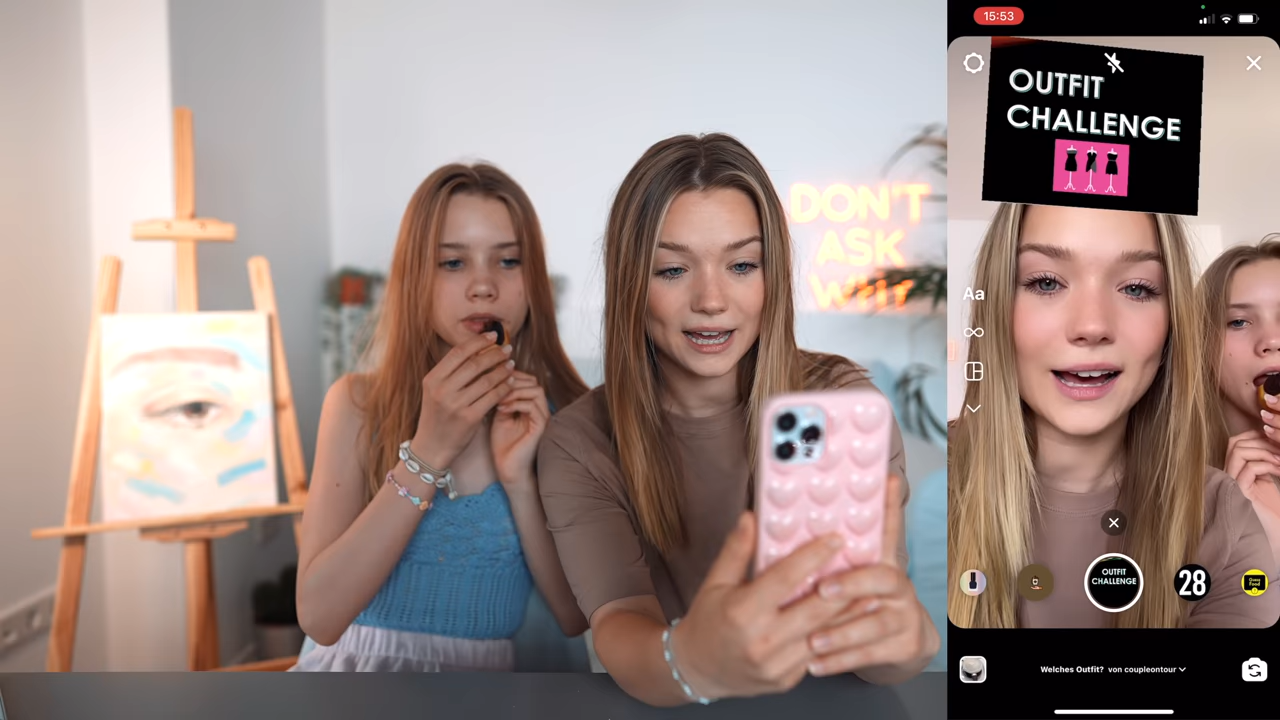 DON'T
ASK
WHY
15:53
OUTFIT
CHALLENGE
Aa
OUTFIT
CHALLENGE
28
Welches Outfit? von coupleontour